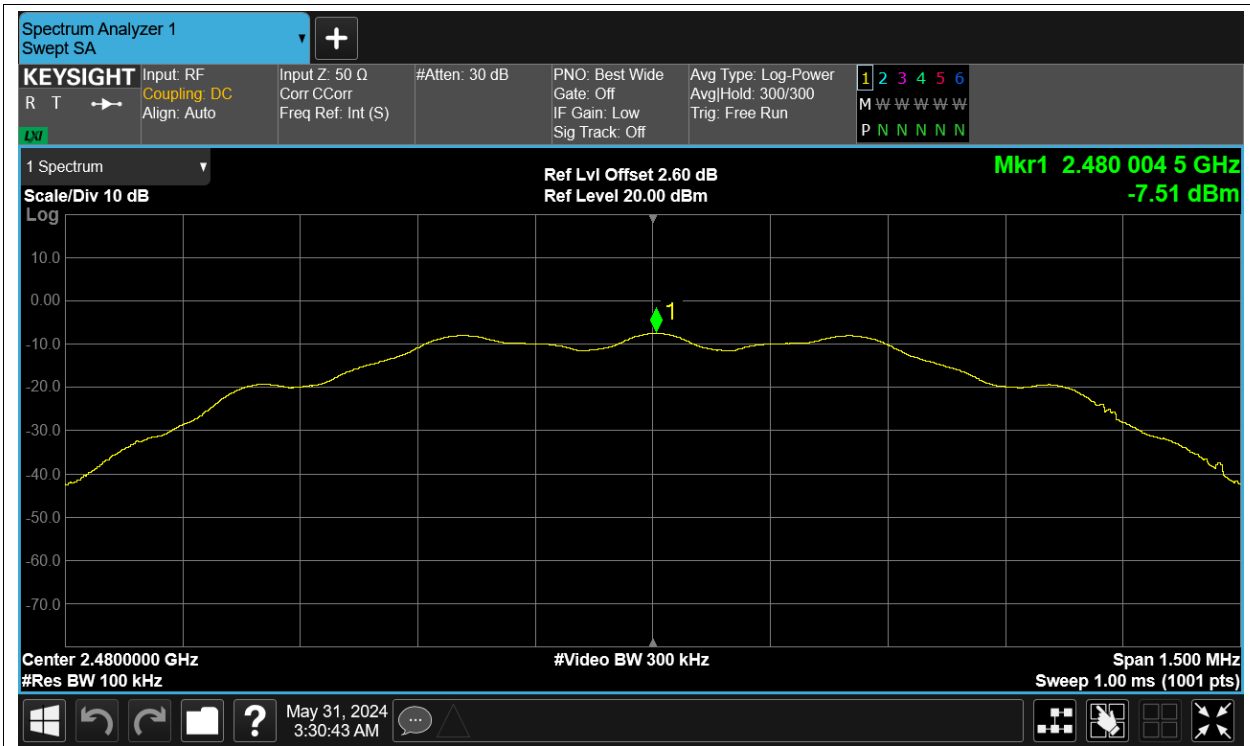 Spectrum Analyzer 1
Swept SA
+
KEYSIGHT
R T
LXI
Input: RF
Coupling: DC
Align: Auto
Input Z: 50 Ω
Corr CCorr
Freq Ref: Int (S)
#Atten: 30 dB
PNO: Best Wide
Gate: Off
IF Gain: Low
Sig Track: Off
Avg Type: Log-Power
Avg|Hold: 300/300
Trig: Free Run
1 2 3 4 5 6
M W W W W W W
P N N N N N N
1 Spectrum
Scale/Div 10 dB
Ref Lvl Offset 2.60 dB
Ref Level 20.00 dBm
Mkr1 2.480 004 5 GHz
-7.51 dBm
Log
10.0
0.00
-10.0
-20.0
-30.0
-40.0
-50.0
-60.0
-70.0
1
Center 2.4800000 GHz
#Res BW 100 kHz
#Video BW 300 kHz
Span 1.500 MHz
Sweep 1.00 ms (1001 pts)
?
May 31, 2024
3:30:43 AM